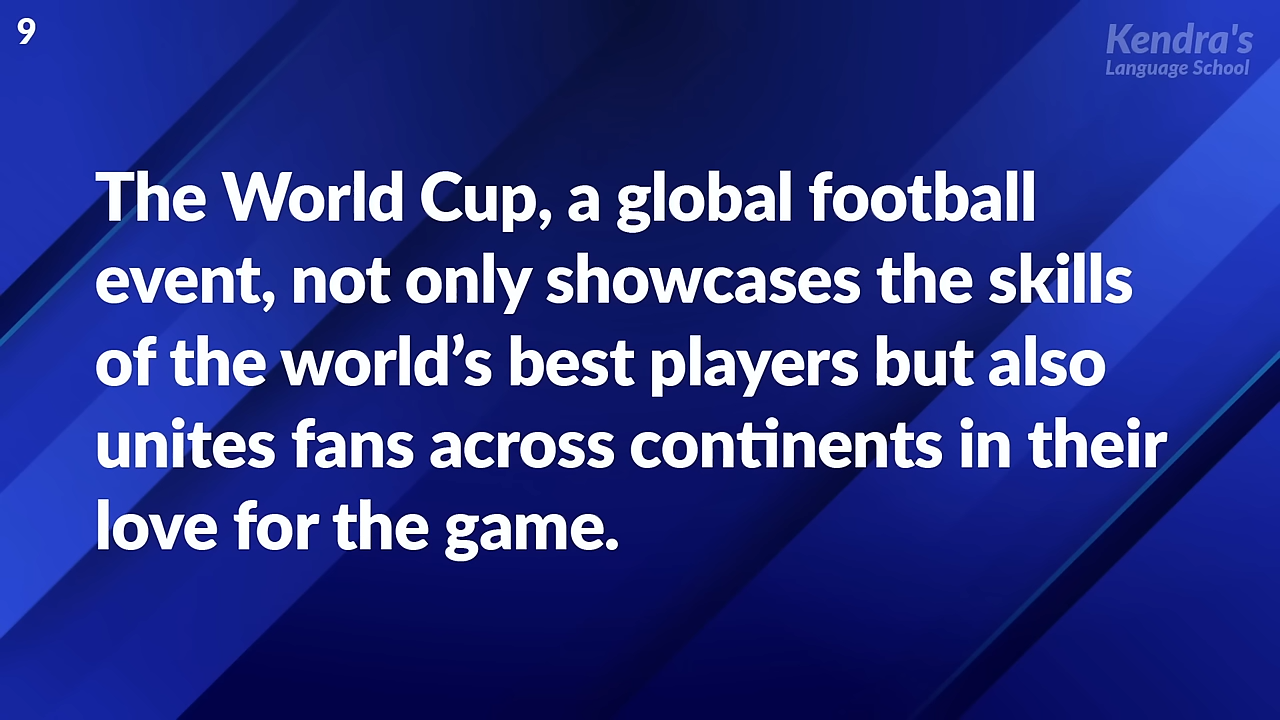 9
Kendra's
Language School
The World Cup, a global football
event, not only showcases the skills
of the world’s best players but also
unites fans across continents in their
love for the game.